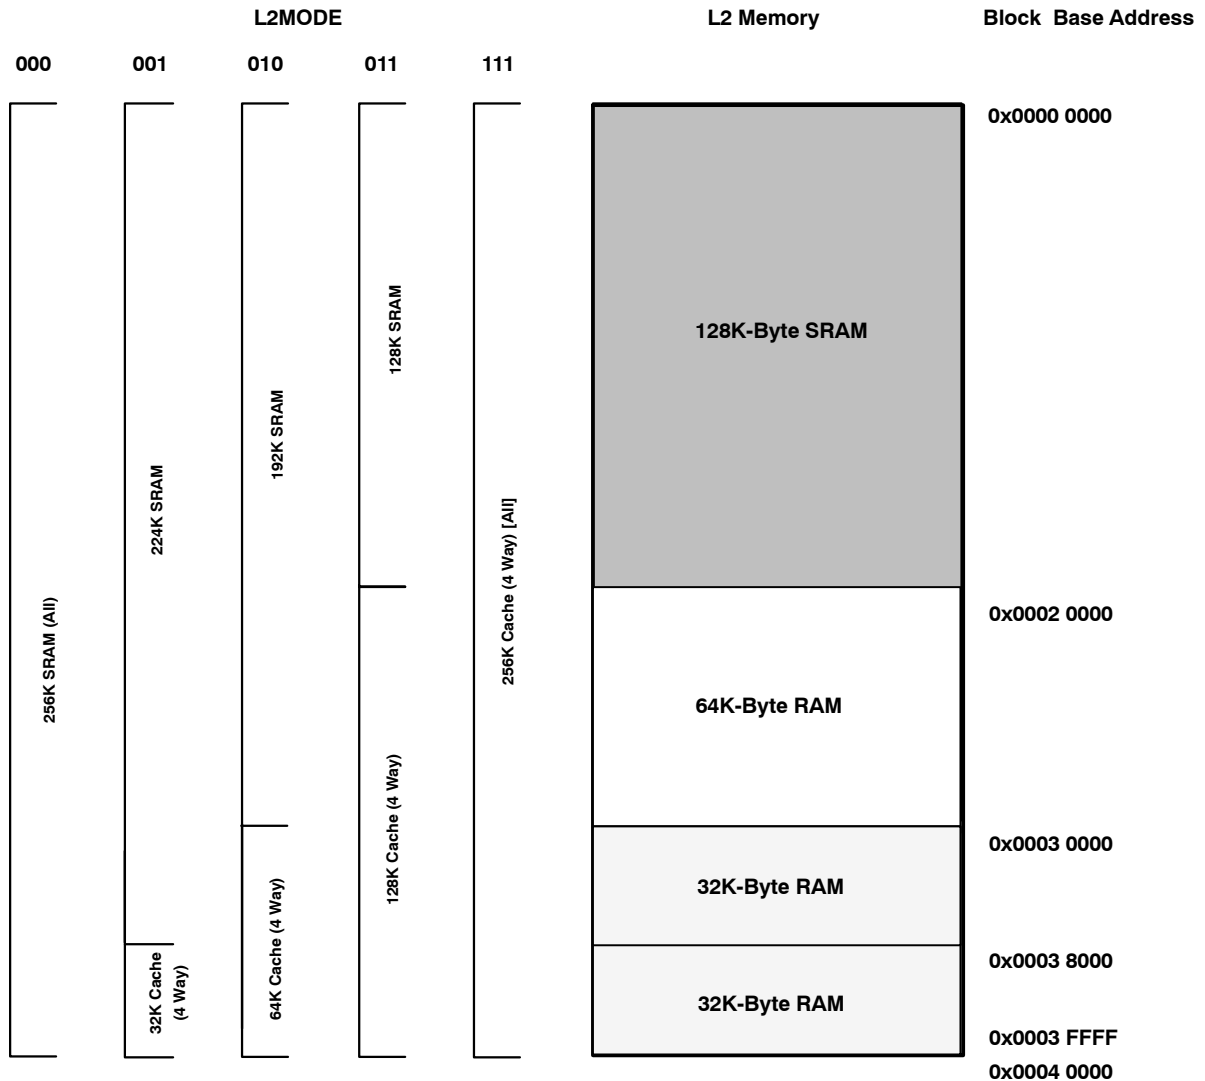 L2MODE
L2 Memory
Block Base Address
000
001
010
011
111
256K SRAM (All)
224K SRAM
32K Cache
(4 Way)
192K SRAM
64K Cache (4 Way)
128K SRAM
128K Cache (4 Way)
256K Cache (4 Way) [All]
128K-Byte SRAM
64K-Byte RAM
32K-Byte RAM
32K-Byte RAM
0x0000 0000
0x0002 0000
0x0003 0000
0x0003 8000
0x0003 FFFF
0x0004 0000